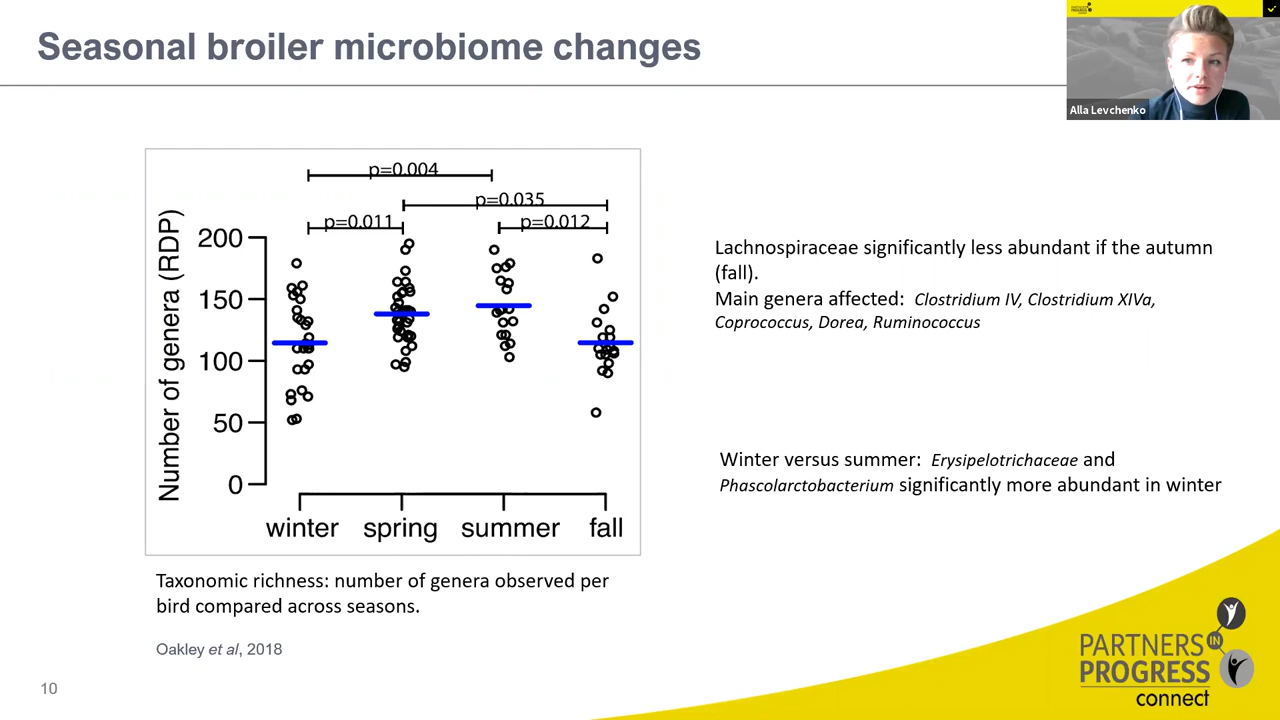 Seasonal broiler microbiome changes
Alla Levchenko
p=0.004
p=0.035
p=0.011
p=0.012
Number of genera (RDP)
200
150
100
50
0
winter spring summer fall
Taxonomic richness: number of genera observed per
bird compared across seasons.
Oakley et al, 2018
Lachnospiraceae significantly less abundant if the autumn
(fall).
Main genera affected: Clostridium IV, Clostridium XIVa,
Coprococcus, Dorea, Ruminococcus
Winter versus summer: Erysipelotrichaceae and
Phascolarctobacterium significantly more abundant in winter
10
PARTNERS
IN
PROGRESS
connect